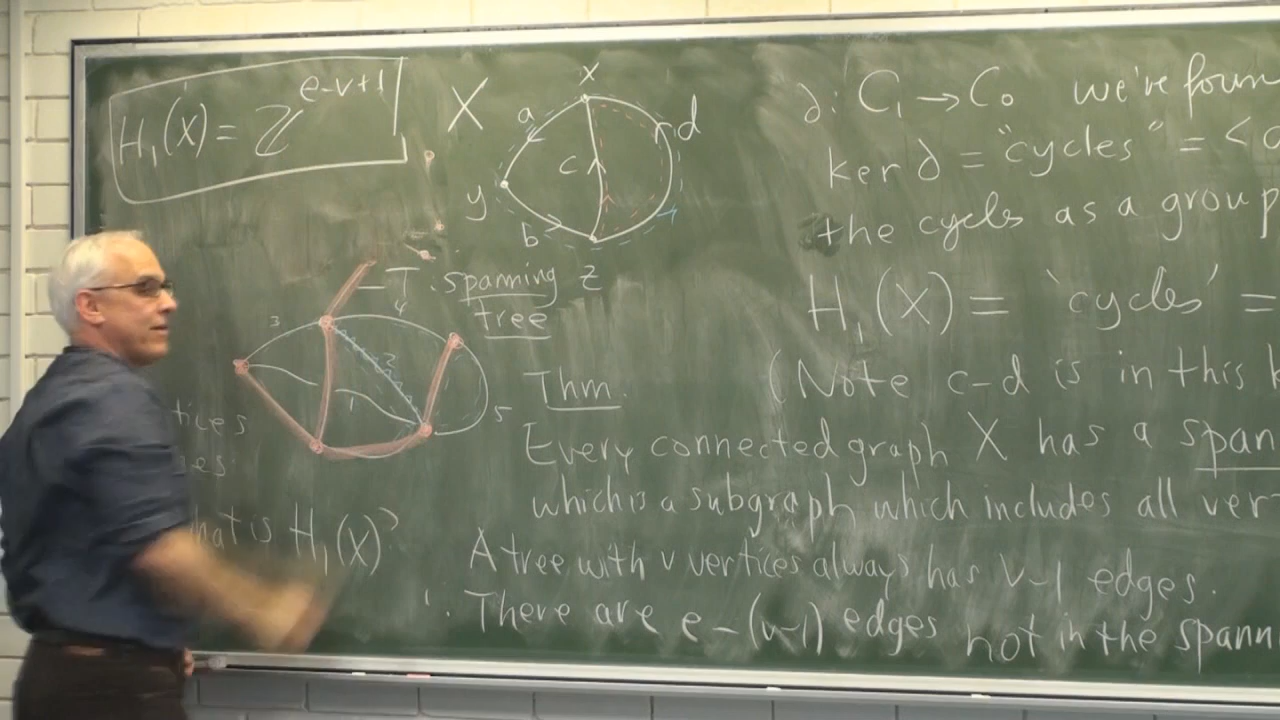 H₁(X) = ℤ^{e-v+1}
X
x
a
d
c
y
b
z
T : spanning
tree
3
4
2
1
5
tices
es
hat is H₁(X)?
∂: C₁ → C₀ we've foun
ker ∂ = "cycles" = <
the cycles as a group
H₁(X) = 'cycles' =
Thm. (Note c-d is in this k
Every connected graph X has a span
which is a subgraph which includes all ver
A tree with v vertices always has v-1 edges.
There are e-(v-1) edges not in the spann